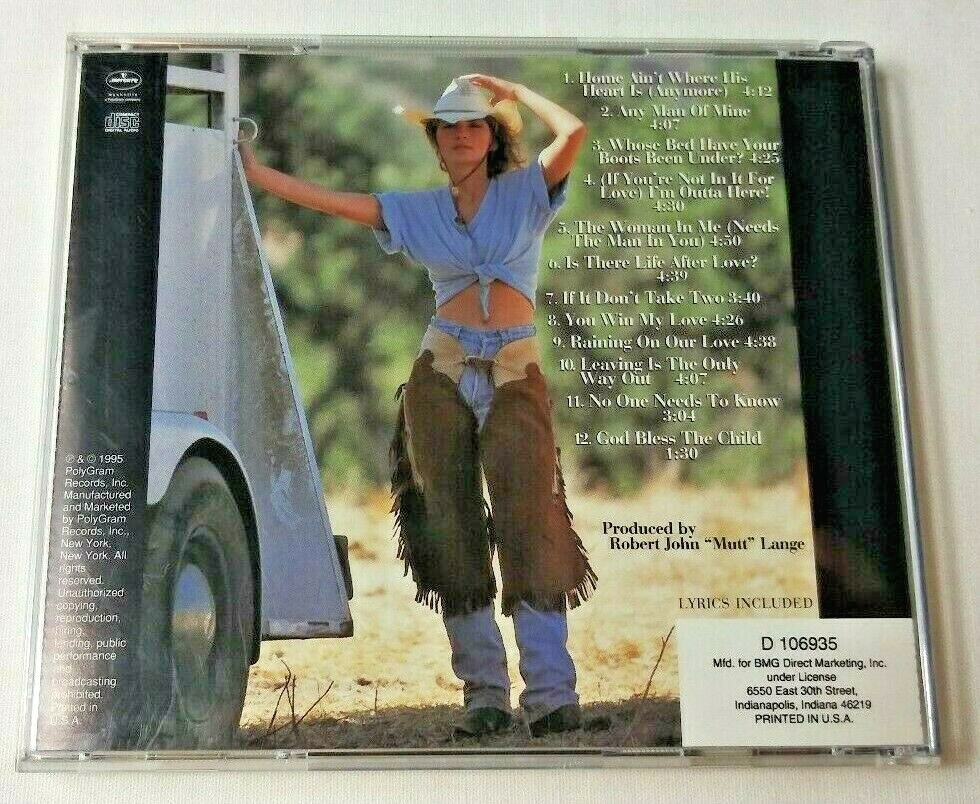 mercury
nashville
COMPACT
disc
DIGITAL AUDIO
1. Home Ain't Where His
Heart Is (Anymore) 4:12
2. Any Man Of Mine
4:07
3. Whose Bed Have Your
Boots Been Under? 4:25
4. (If You're Not In It For
Love) I'm Outta Here!
4:30
5. The Woman In Me (Needs
The Man In You) 4:50
6. Is There Life After Love?
4:39
7. If It Don't Take Two 3:40
8. You Win My Love 4:26
9. Raining On Our Love 4:38
10. Leaving Is The Only
Way Out 4:07
11. No One Needs To Know
3:04
12. God Bless The Child
1:30
Produced by
Robert John "Mutt" Lange
LYRICS INCLUDED
℗ & © 1995
PolyGram
Records, Inc.
Manufactured
and Marketed
by PolyGram
Records, Inc.,
New York,
New York. All
rights
reserved.
Unauthorized
copying,
reproduction,
hiring,
lending, public
performance
and
broadcasting
prohibited.
Printed in
U.S.A.
D 106935
Mfd. for BMG Direct Marketing, Inc.
under License
6550 East 30th Street,
Indianapolis, Indiana 46219
PRINTED IN U.S.A.